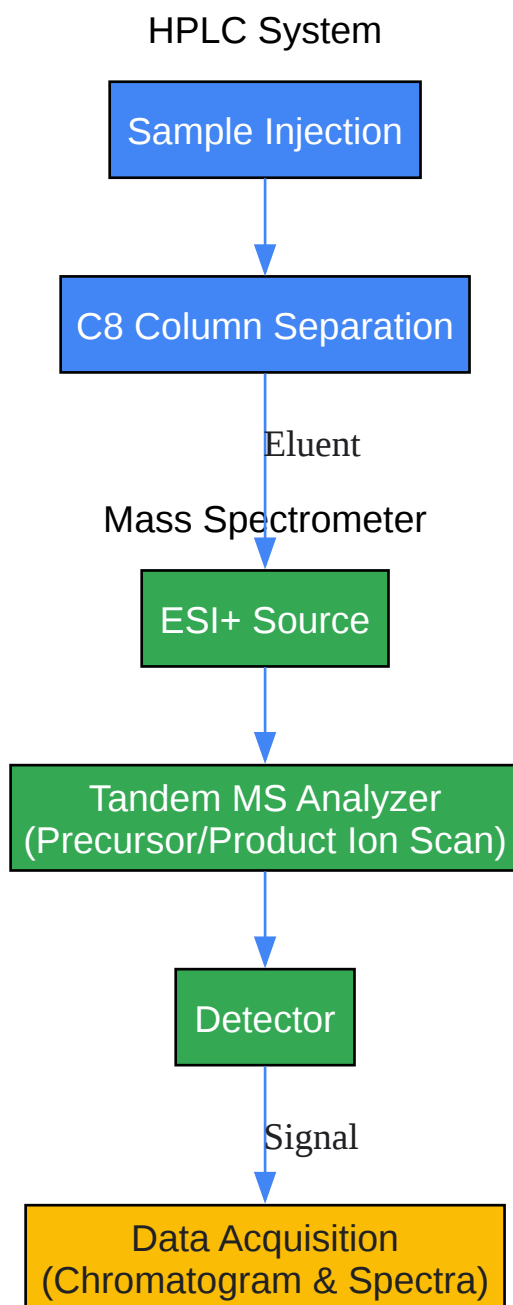 HPLC System
Sample Injection
C8 Column Separation
Eluent
Mass Spectrometer
ESI+ Source
Tandem MS Analyzer
(Precursor/Product Ion Scan)
Detector
Signal
Data Acquisition
(Chromatogram & Spectra)